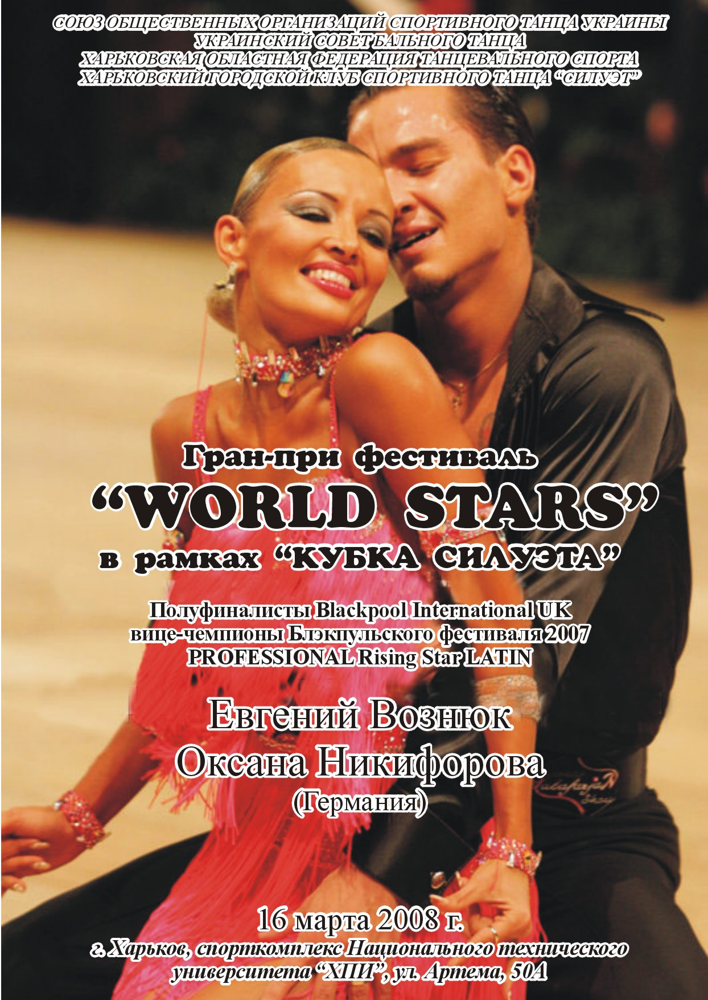 СОЮЗ ОБЩЕСТВЕННЫХ ОРГАНИЗАЦИЙ СПОРТИВНОГО ТАНЦА УКРАИНЫ
УКРАИНСКИЙ СОВЕТ БАЛЬНОГО ТАНЦА
ХАРЬКОВСКАЯ ОБЛАСТНАЯ ФЕДЕРАЦИЯ ТАНЦЕВАЛЬНОГО СПОРТА
ХАРЬКОВСКИЙ ГОРОДСКОЙ КЛУБ СПОРТИВНОГО ТАНЦА “СИЛУЭТ”
Гран-при фестиваль
“WORLD STARS”
в рамках “КУБКА СИЛУЭТА”
Полуфиналисты Blackpool International UK
вице-чемпионы Блэкпульского фестиваля 2007
PROFESSIONAL Rising Star LATIN
Евгений Вознюк
Оксана Никифорова
(Германия)
16 марта 2008 г.
г. Харьков, спорткомплекс Национального технического
университета “ХПИ”, ул. Артема, 50А